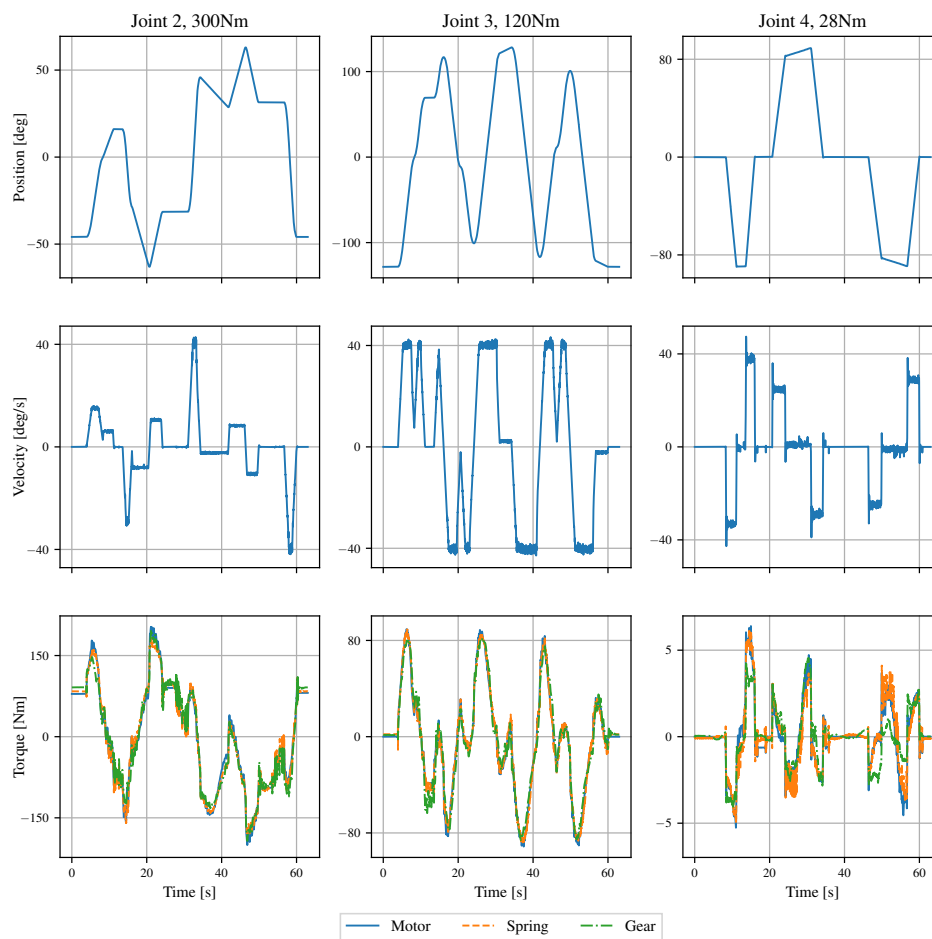 Joint 2, 300Nm
Joint 3, 120Nm
Joint 4, 28Nm
Position [deg]
50
0
−50
100
0
−100
80
0
−80
Velocity [deg/s]
40
0
−40
40
0
−40
40
0
−40
Torque [Nm]
150
0
−150
80
0
−80
5
0
−5
0 20 40 60
0 20 40 60
0 20 40 60
Time [s]
Time [s]
Time [s]
Motor Spring Gear